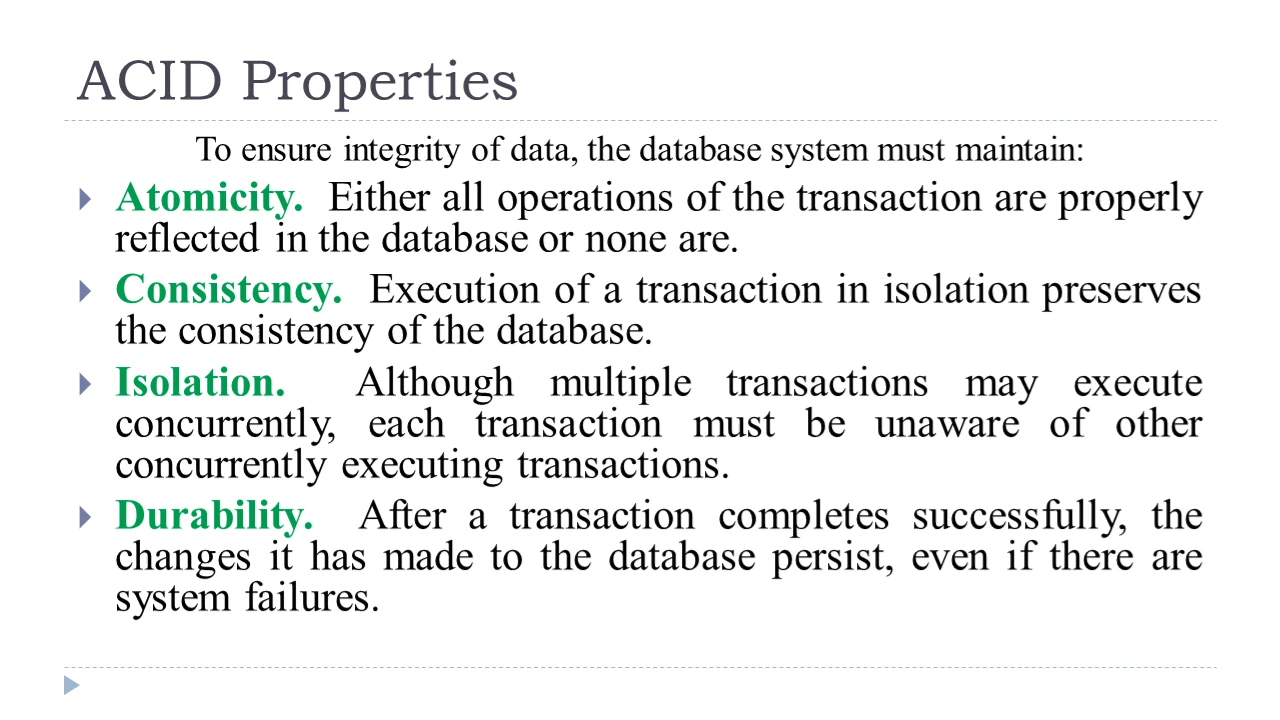 ACID Properties
To ensure integrity of data, the database system must maintain:
Atomicity. Either all operations of the transaction are properly
reflected in the database or none are.
Consistency. Execution of a transaction in isolation preserves
the consistency of the database.
Isolation. Although multiple transactions may execute
concurrently, each transaction must be unaware of other
concurrently executing transactions.
Durability. After a transaction completes successfully, the
changes it has made to the database persist, even if there are
system failures.